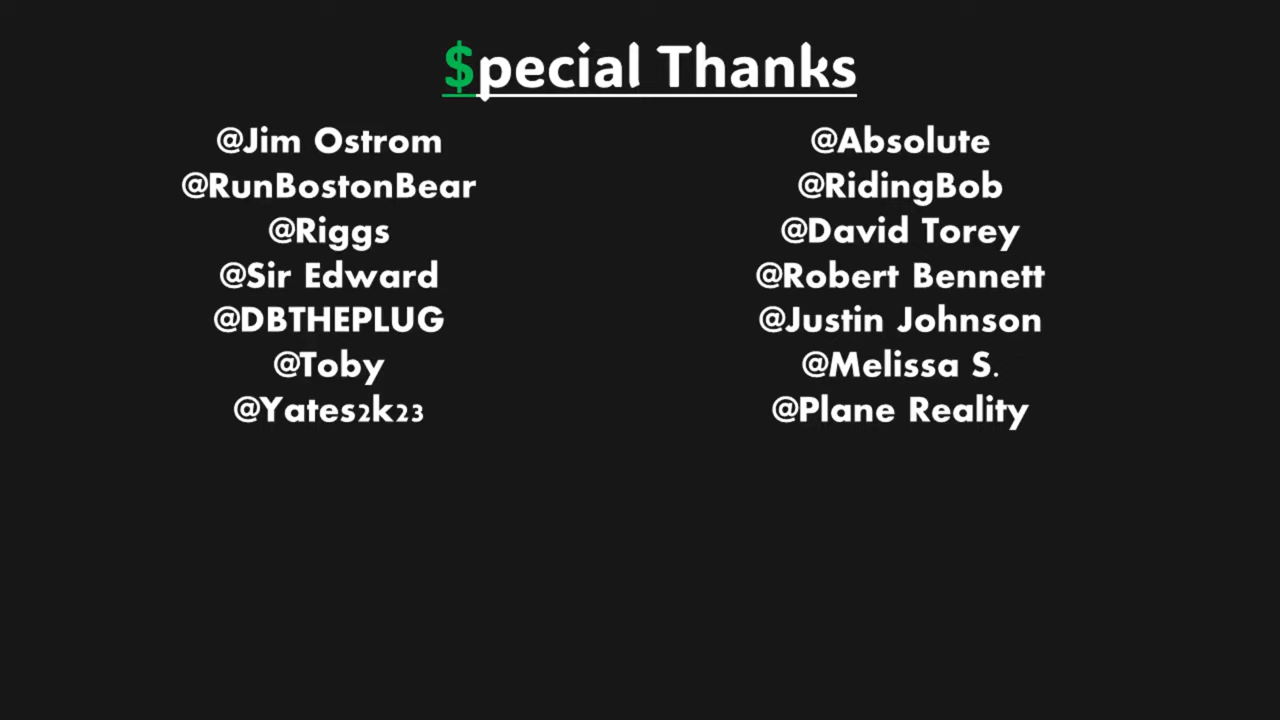 $pecial Thanks
@Jim Ostrom
@RunBostonBear
@Riggs
@Sir Edward
@DBTHEPLUG
@Toby
@Yates2k23
@Absolute
@RidingBob
@David Torey
@Robert Bennett
@Justin Johnson
@Melissa S.
@Plane Reality